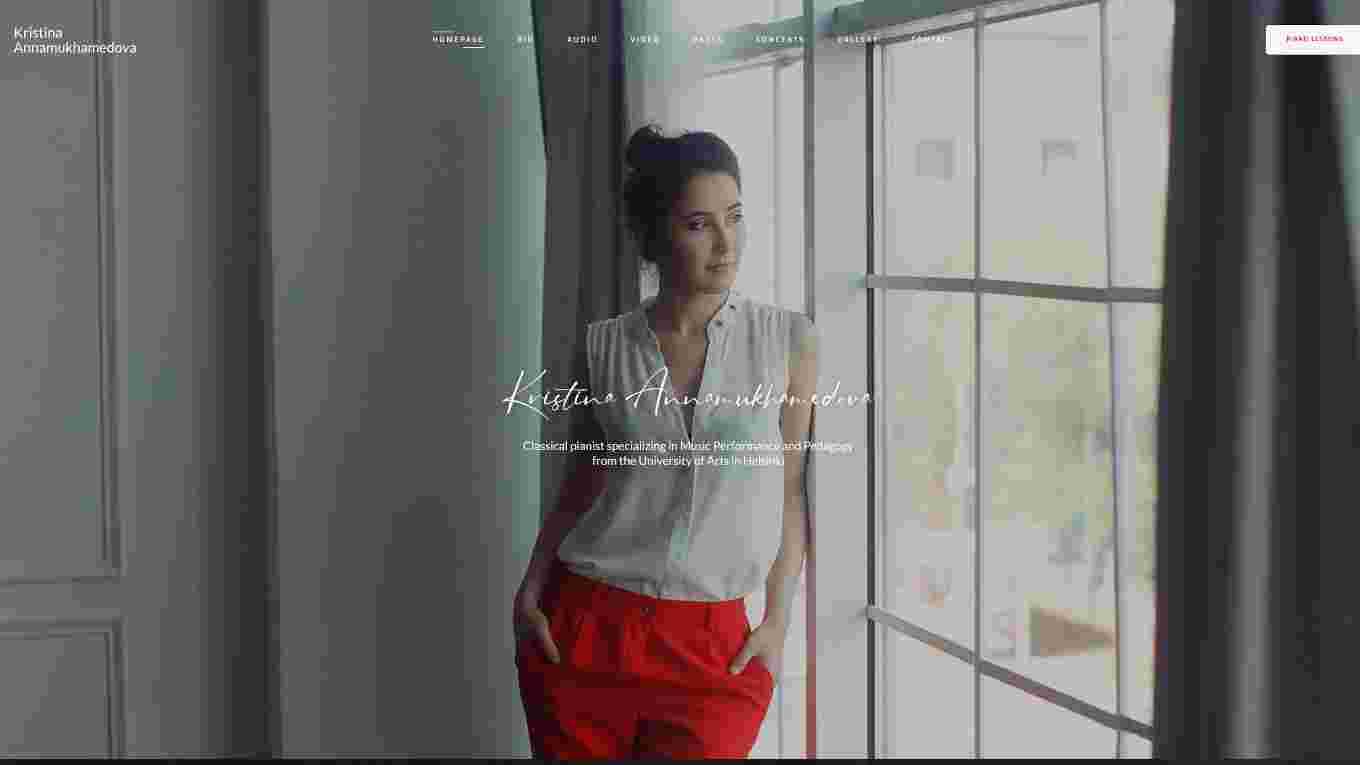 Kristina
Annamukhamedova
HOMEPAGE BIO AUDIO VIDEO PRESS CONCERTS GALLERY CONTACT
PIANO LESSONS
Kristina Annamukhamedova
Classical pianist specializing in Music Performance and Pedagogy
from the University of Arts in Helsinki